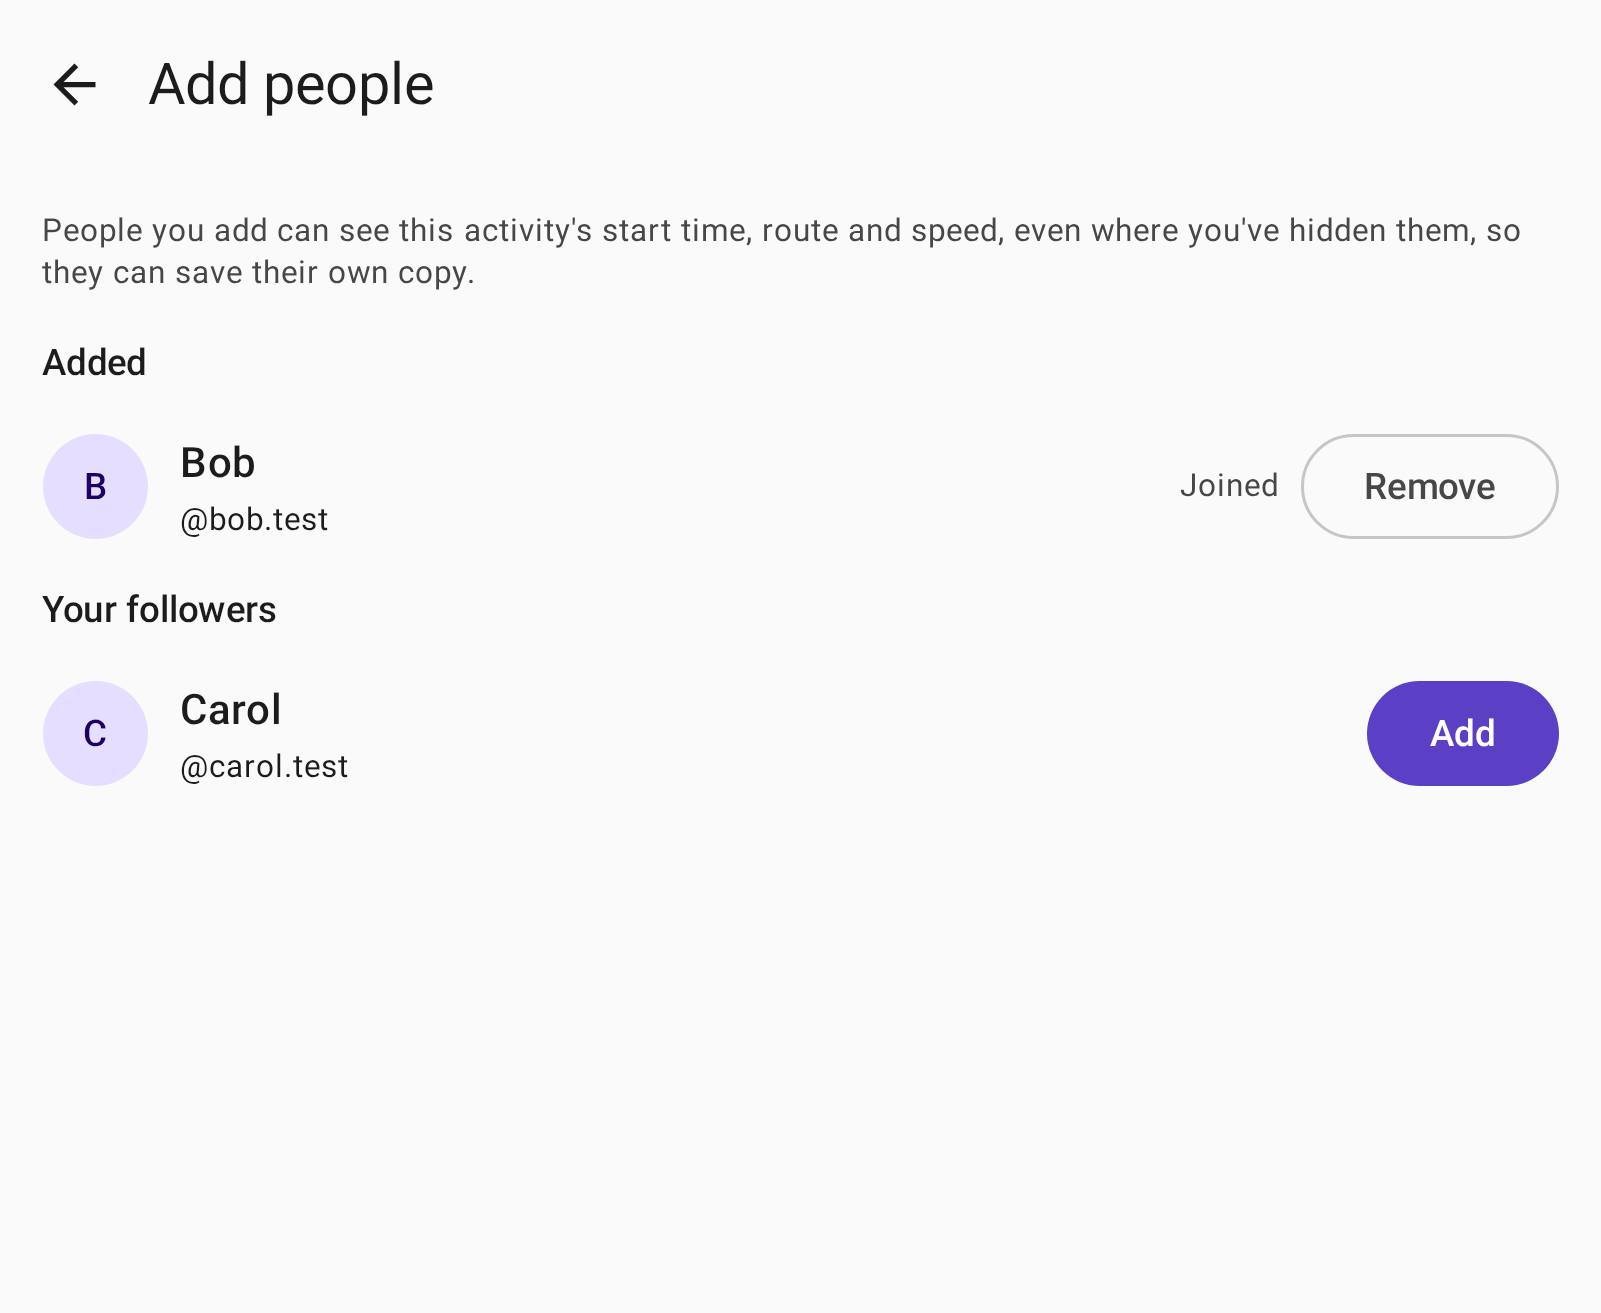 Add people
People you add can see this activity's start time, route and speed, even where you've hidden them, so
they can save their own copy.
Added
B
Bob
@bob.test
Joined
Remove
Your followers
C
Carol
@carol.test
Add